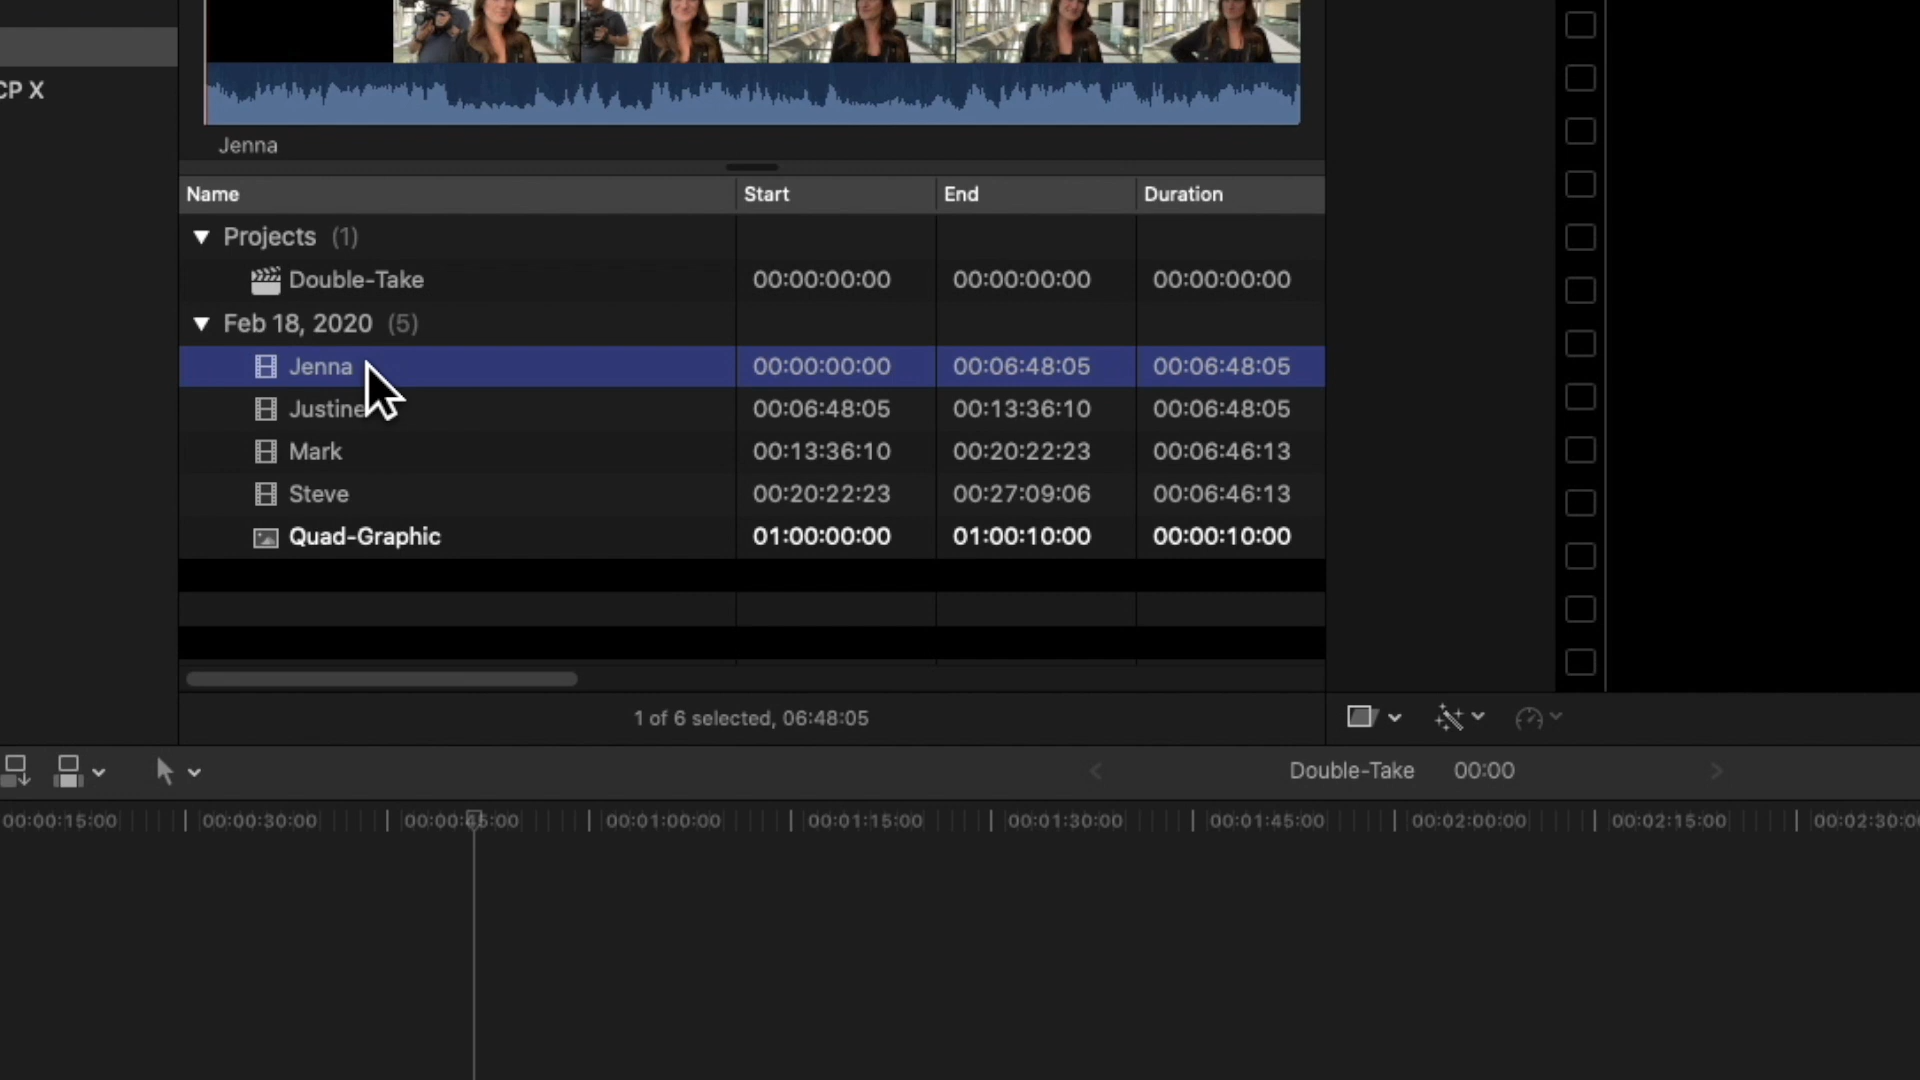 CP X
Jenna
Name Start End Duration
Projects (1)
Double-Take 00:00:00:00 00:00:00:00 00:00:00:00
Feb 18, 2020 (5)
Jenna 00:00:00:00 00:06:48:05 00:06:48:05
Justine 00:06:48:05 00:13:36:10 00:06:48:05
Mark 00:13:36:10 00:20:22:23 00:06:46:13
Steve 00:20:22:23 00:27:09:06 00:06:46:13
Quad-Graphic 01:00:00:00 01:00:10:00 00:00:10:00
1 of 6 selected, 06:48:05
Double-Take 00:00
00:00:15:00 00:00:30:00 00:00:45:00 00:01:00:00 00:01:15:00 00:01:30:00 00:01:45:00 00:02:00:00 00:02:15:00 00:02:30:00